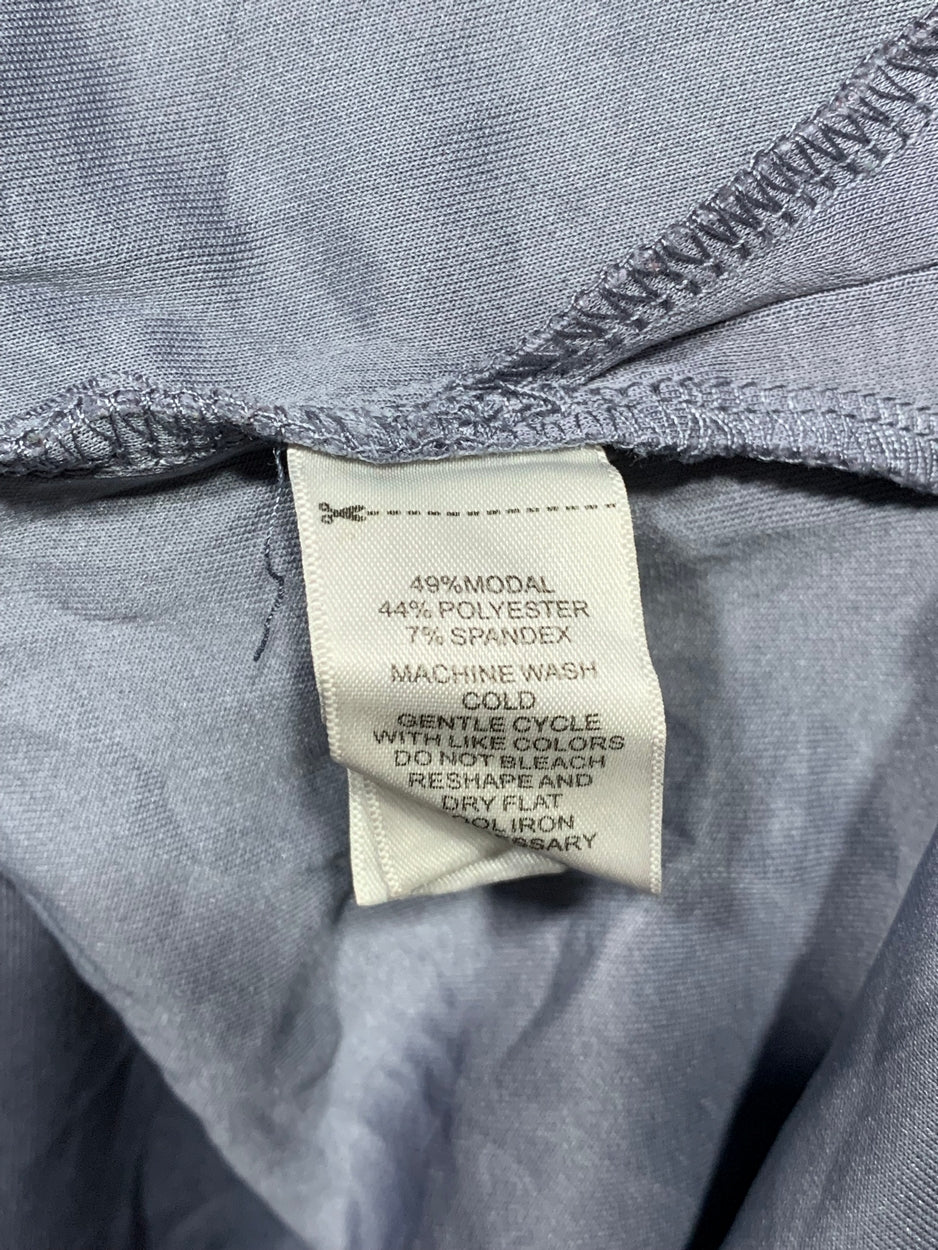 49%MODAL
44% POLYESTER
7% SPANDEX
MACHINE WASH
COLD
GENTLE CYCLE
WITH LIKE COLORS
DO NOT BLEACH
RESHAPE AND
DRY FLAT
IRON